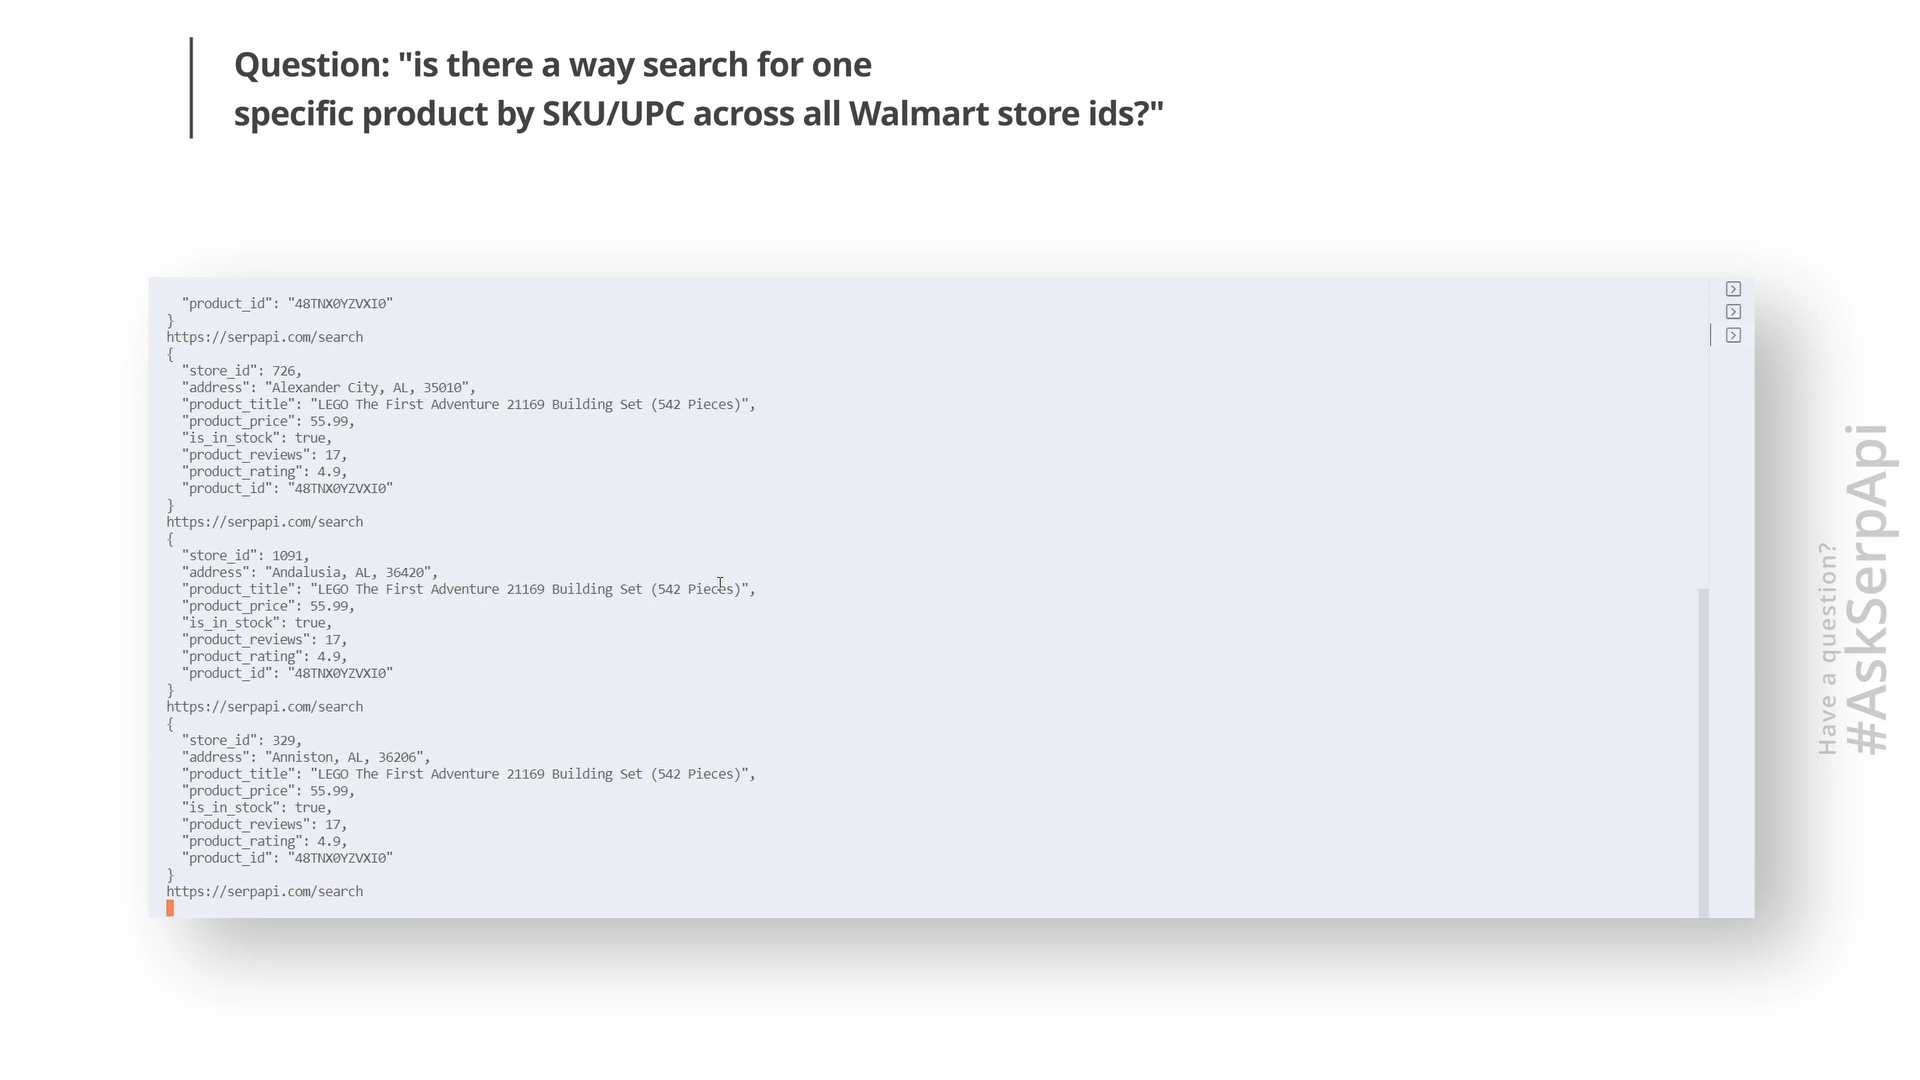 Question: "is there a way search for one
specific product by SKU/UPC across all Walmart store ids?"
"product_id": "48TNX0YZVXI0"
}
https://serpapi.com/search
{
"store_id": 726,
"address": "Alexander City, AL, 35010",
"product_title": "LEGO The First Adventure 21169 Building Set (542 Pieces)",
"product_price": 55.99,
"is_in_stock": true,
"product_reviews": 17,
"product_rating": 4.9,
"product_id": "48TNX0YZVXI0"
}
https://serpapi.com/search
{
"store_id": 1091,
"address": "Andalusia, AL, 36420",
"product_title": "LEGO The First Adventure 21169 Building Set (542 Pieces)",
"product_price": 55.99,
"is_in_stock": true,
"product_reviews": 17,
"product_rating": 4.9,
"product_id": "48TNX0YZVXI0"
}
https://serpapi.com/search
{
"store_id": 329,
"address": "Anniston, AL, 36206",
"product_title": "LEGO The First Adventure 21169 Building Set (542 Pieces)",
"product_price": 55.99,
"is_in_stock": true,
"product_reviews": 17,
"product_rating": 4.9,
"product_id": "48TNX0YZVXI0"
}
https://serpapi.com/search
Have a question?
#AskSerpApi